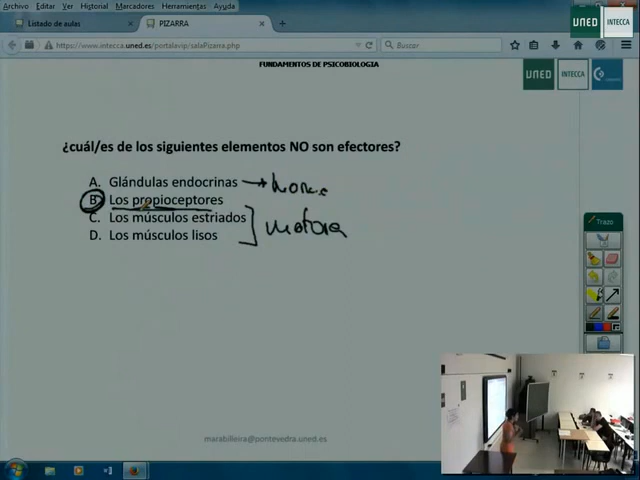 Archivo Editar Ver Historial Marcadores Herramientas Ayuda
Listado de aulas
PIZARRA
https://www.intecca.uned.es/portalavip/salaPizarra.php
Buscar
UNED INTECCA
FUNDAMENTOS DE PSICOBIOLOGIA
UNED INTECCA
¿cuál/es de los siguientes elementos NO son efectores?
A. Glándulas endocrinas
B. Los propioceptores
C. Los músculos estriados
D. Los músculos lisos
Trazo
marabilleira@pontevedra.uned.es